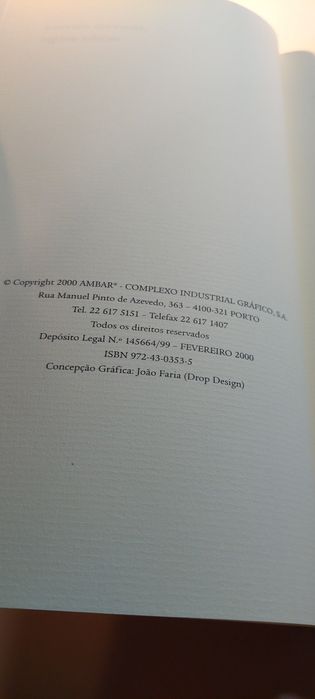 © Copyright 2000 AMBAR® - COMPLEXO INDUSTRIAL GRÁFICO, S.A.
Rua Manuel Pinto de Azevedo, 363 – 4100-321 PORTO
Tel. 22 617 5151 – Telefax 22 617 1407
Todos os direitos reservados
Depósito Legal N.º 145664/99 – FEVEREIRO 2000
ISBN 972-43-0353-5
Concepção Gráfica: João Faria (Drop Design)